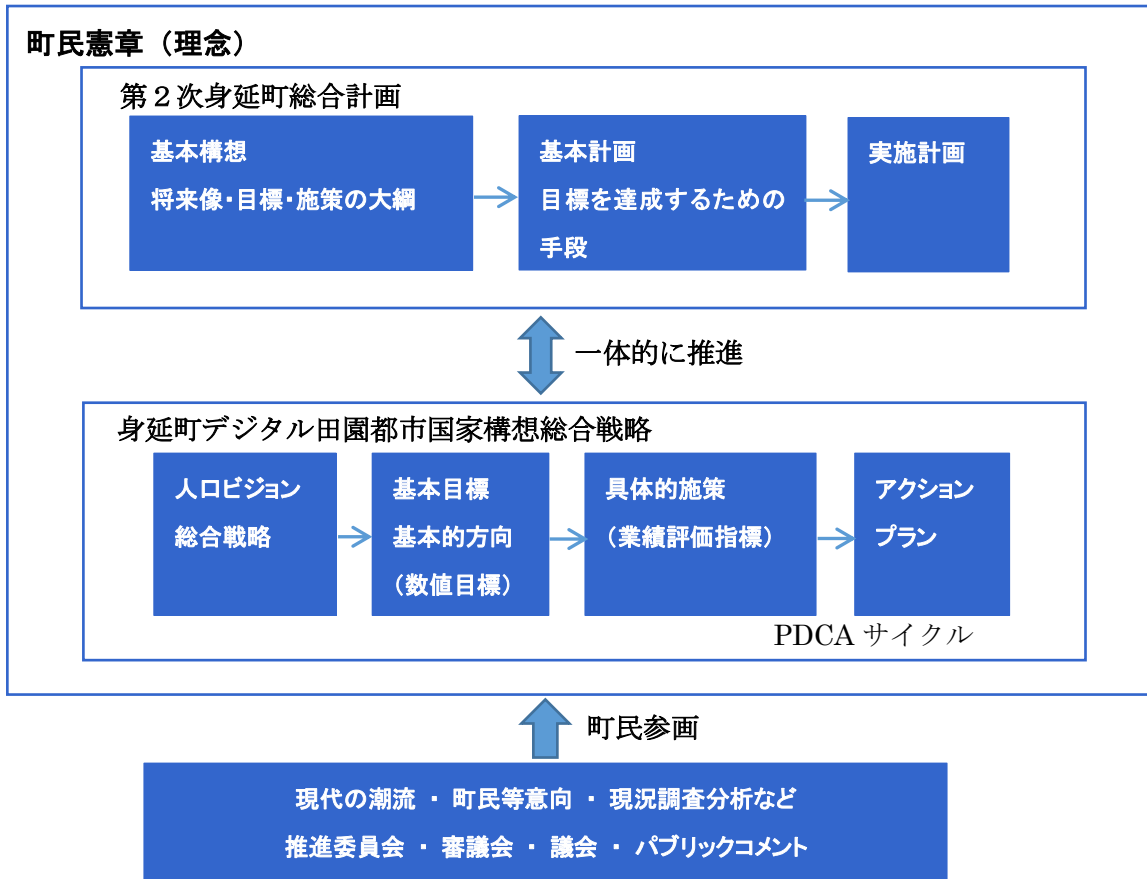 町民憲章（理念）
第２次身延町総合計画
基本構想
将来像・目標・施策の大綱
基本計画
目標を達成するための
手段
実施計画
一体的に推進
身延町デジタル田園都市国家構想総合戦略
人口ビジョン
総合戦略
基本目標
基本的方向
（数値目標）
具体的施策
（業績評価指標）
アクション
プラン
PDCA サイクル
町民参画
現代の潮流 ・ 町民等意向 ・ 現況調査分析など
推進委員会 ・ 審議会 ・ 議会 ・ パブリックコメント